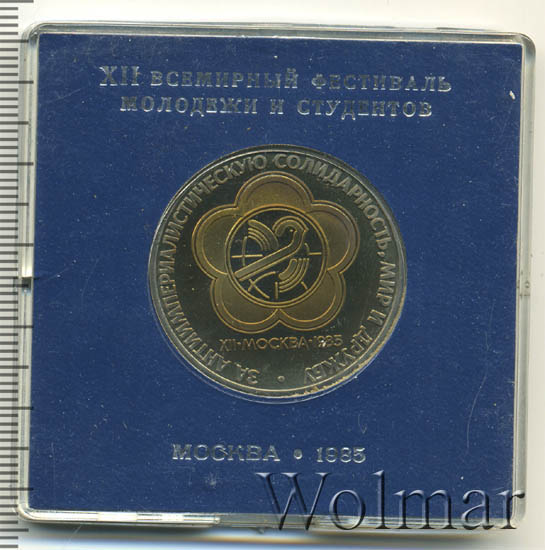 XII ВСЕМИРНЫЙ ФЕСТИВАЛЬ
МОЛОДЕЖИ И СТУДЕНТОВ
ЗА АНТИИМПЕРИАЛИСТИЧЕСКУЮ СОЛИДАРНОСТЬ, МИР И ДРУЖБУ •
XII•МОСКВА•1985
МОСКВА • 1985
Wolmar